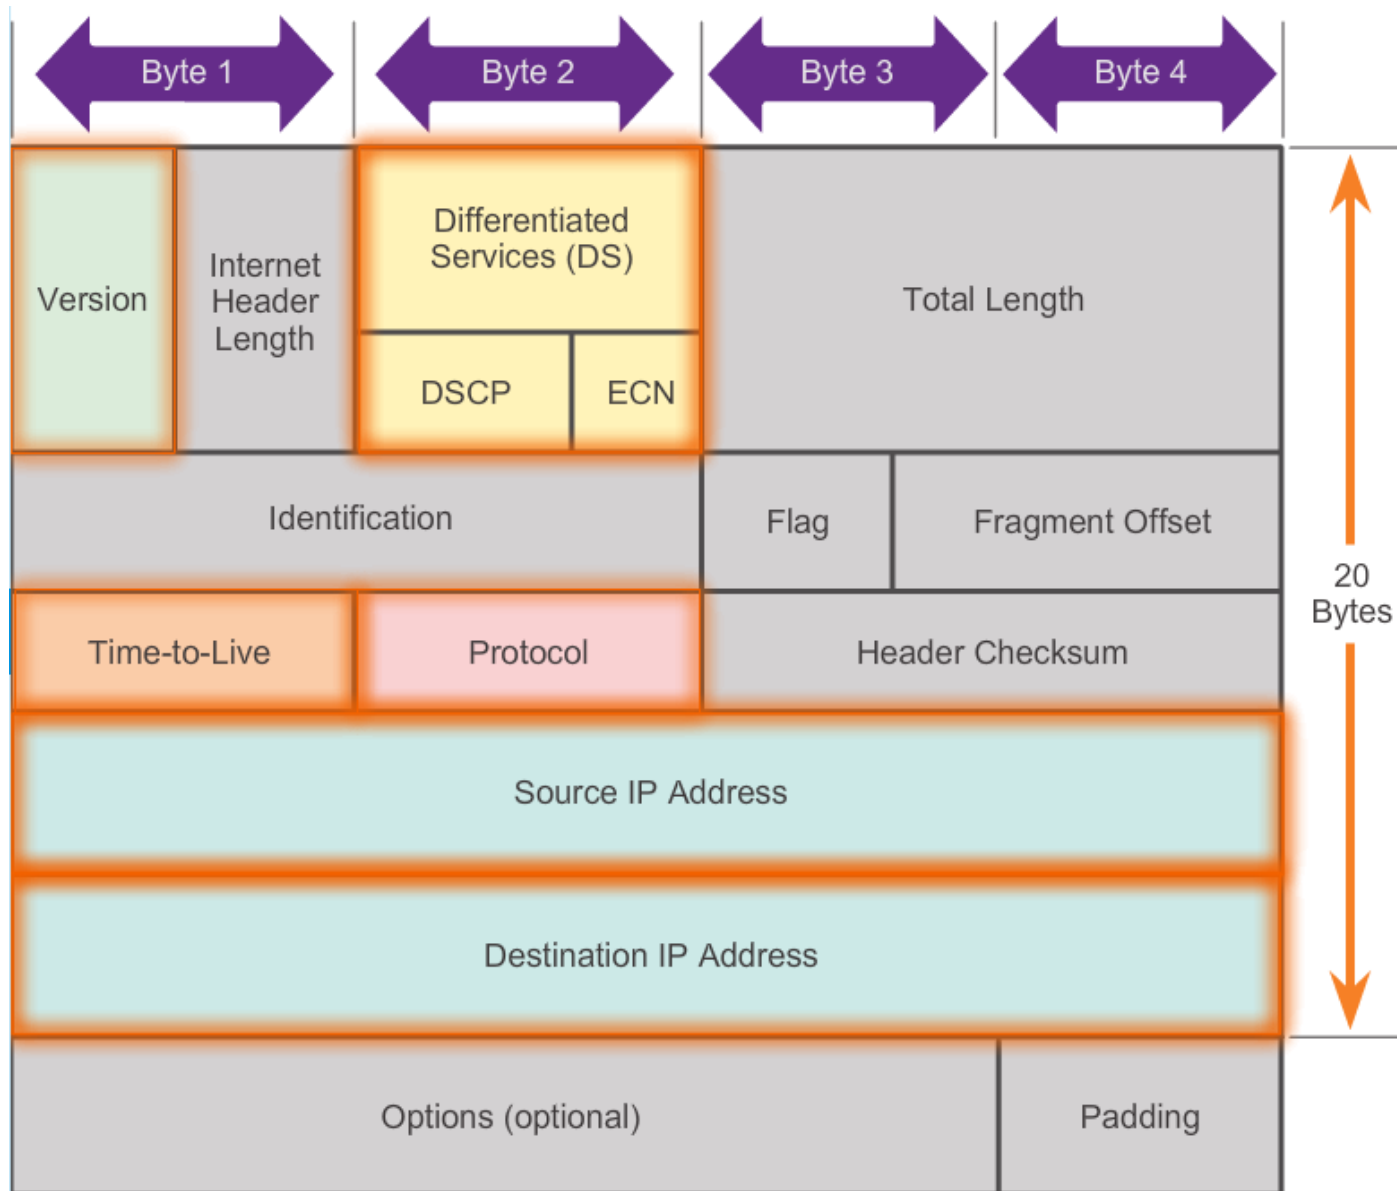 Byte 1
Byte 2
Byte 3
Byte 4
Version
Internet
Header
Length
Differentiated
Services (DS)
DSCP
ECN
Total Length
Identification
Flag
Fragment Offset
20
Bytes
Time-to-Live
Protocol
Header Checksum
Source IP Address
Destination IP Address
Options (optional)
Padding